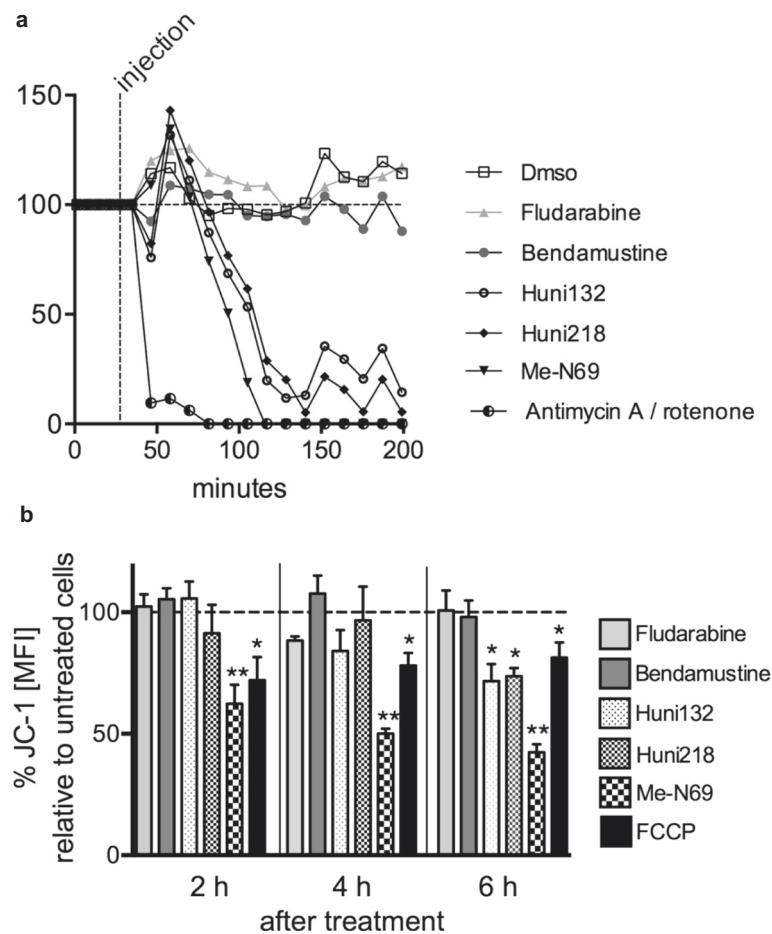 a
injection
150
100
50
0
0 50 100 150 200
minutes
Dmso
Fludarabine
Bendamustine
Huni132
Huni218
Me-N69
Antimycin A / rotenone
b
% JC-1 [MFI]
relative to untreated cells
100
50
0
** *
** *
* * ** *
2 h 4 h 6 h
after treatment
Fludarabine
Bendamustine
Huni132
Huni218
Me-N69
FCCP